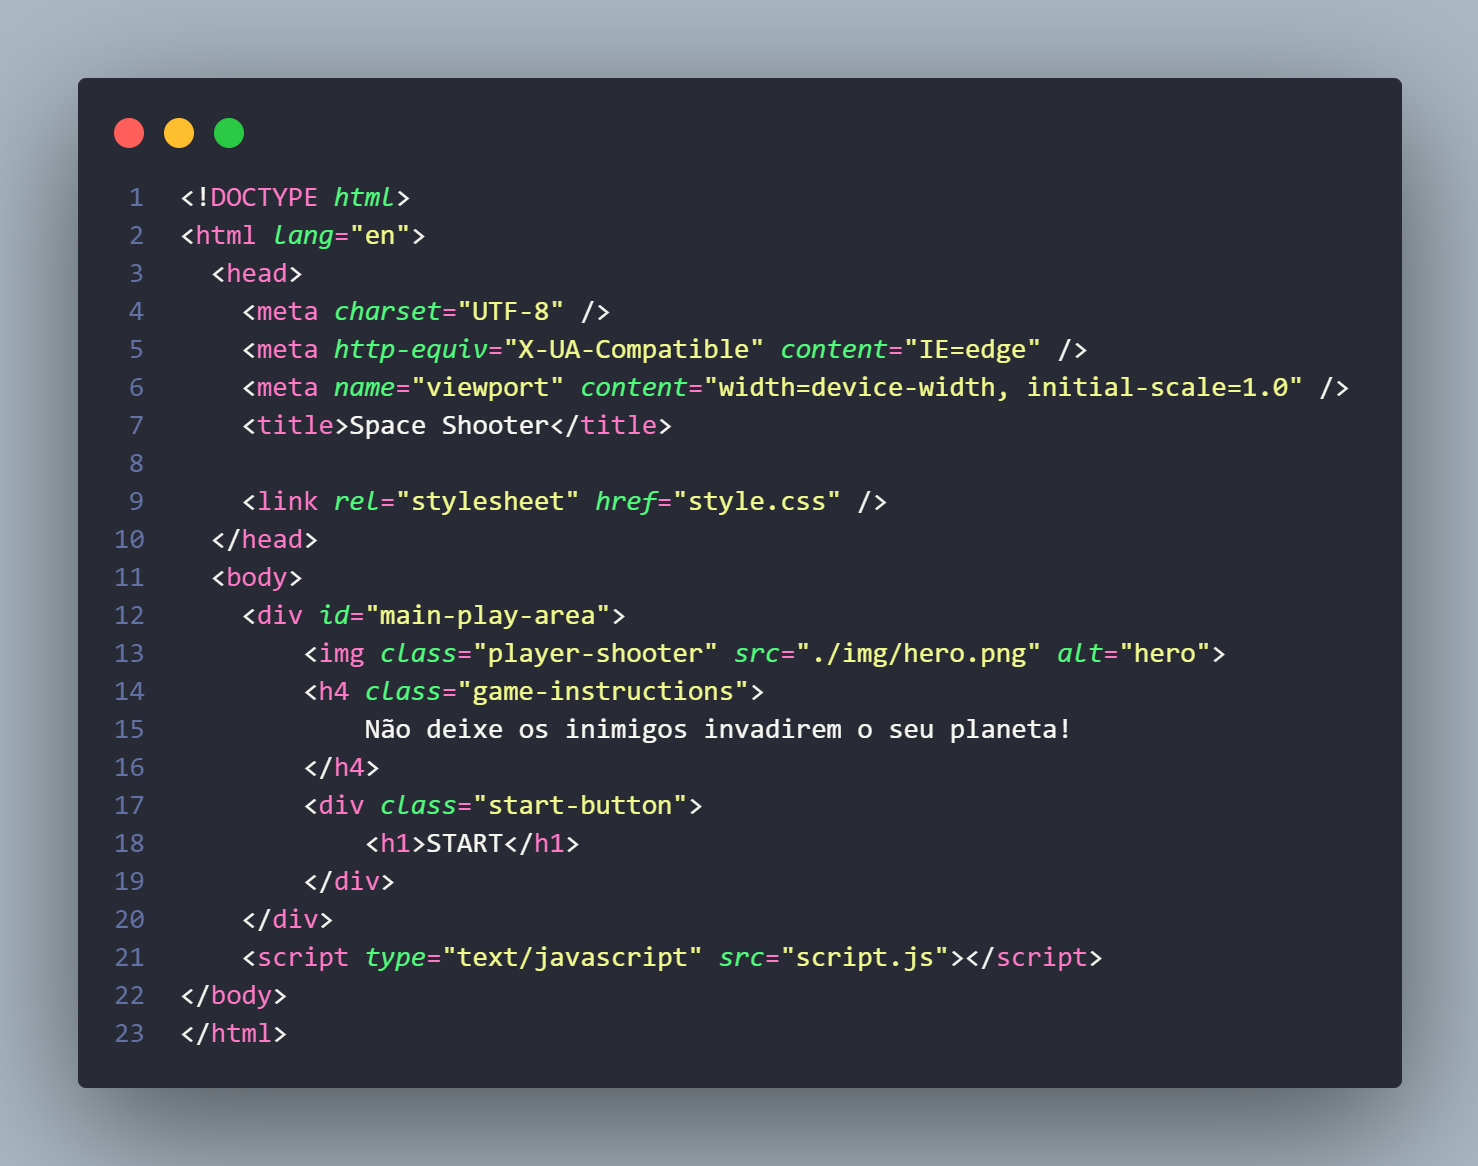 1 <!DOCTYPE html>
2 <html lang="en">
3   <head>
4     <meta charset="UTF-8" />
5     <meta http-equiv="X-UA-Compatible" content="IE=edge" />
6     <meta name="viewport" content="width=device-width, initial-scale=1.0" />
7     <title>Space Shooter</title>
8
9     <link rel="stylesheet" href="style.css" />
10   </head>
11   <body>
12     <div id="main-play-area">
13         <img class="player-shooter" src="./img/hero.png" alt="hero">
14         <h4 class="game-instructions">
15             Não deixe os inimigos invadirem o seu planeta!
16         </h4>
17         <div class="start-button">
18             <h1>START</h1>
19         </div>
20     </div>
21     <script type="text/javascript" src="script.js"></script>
22 </body>
23 </html>